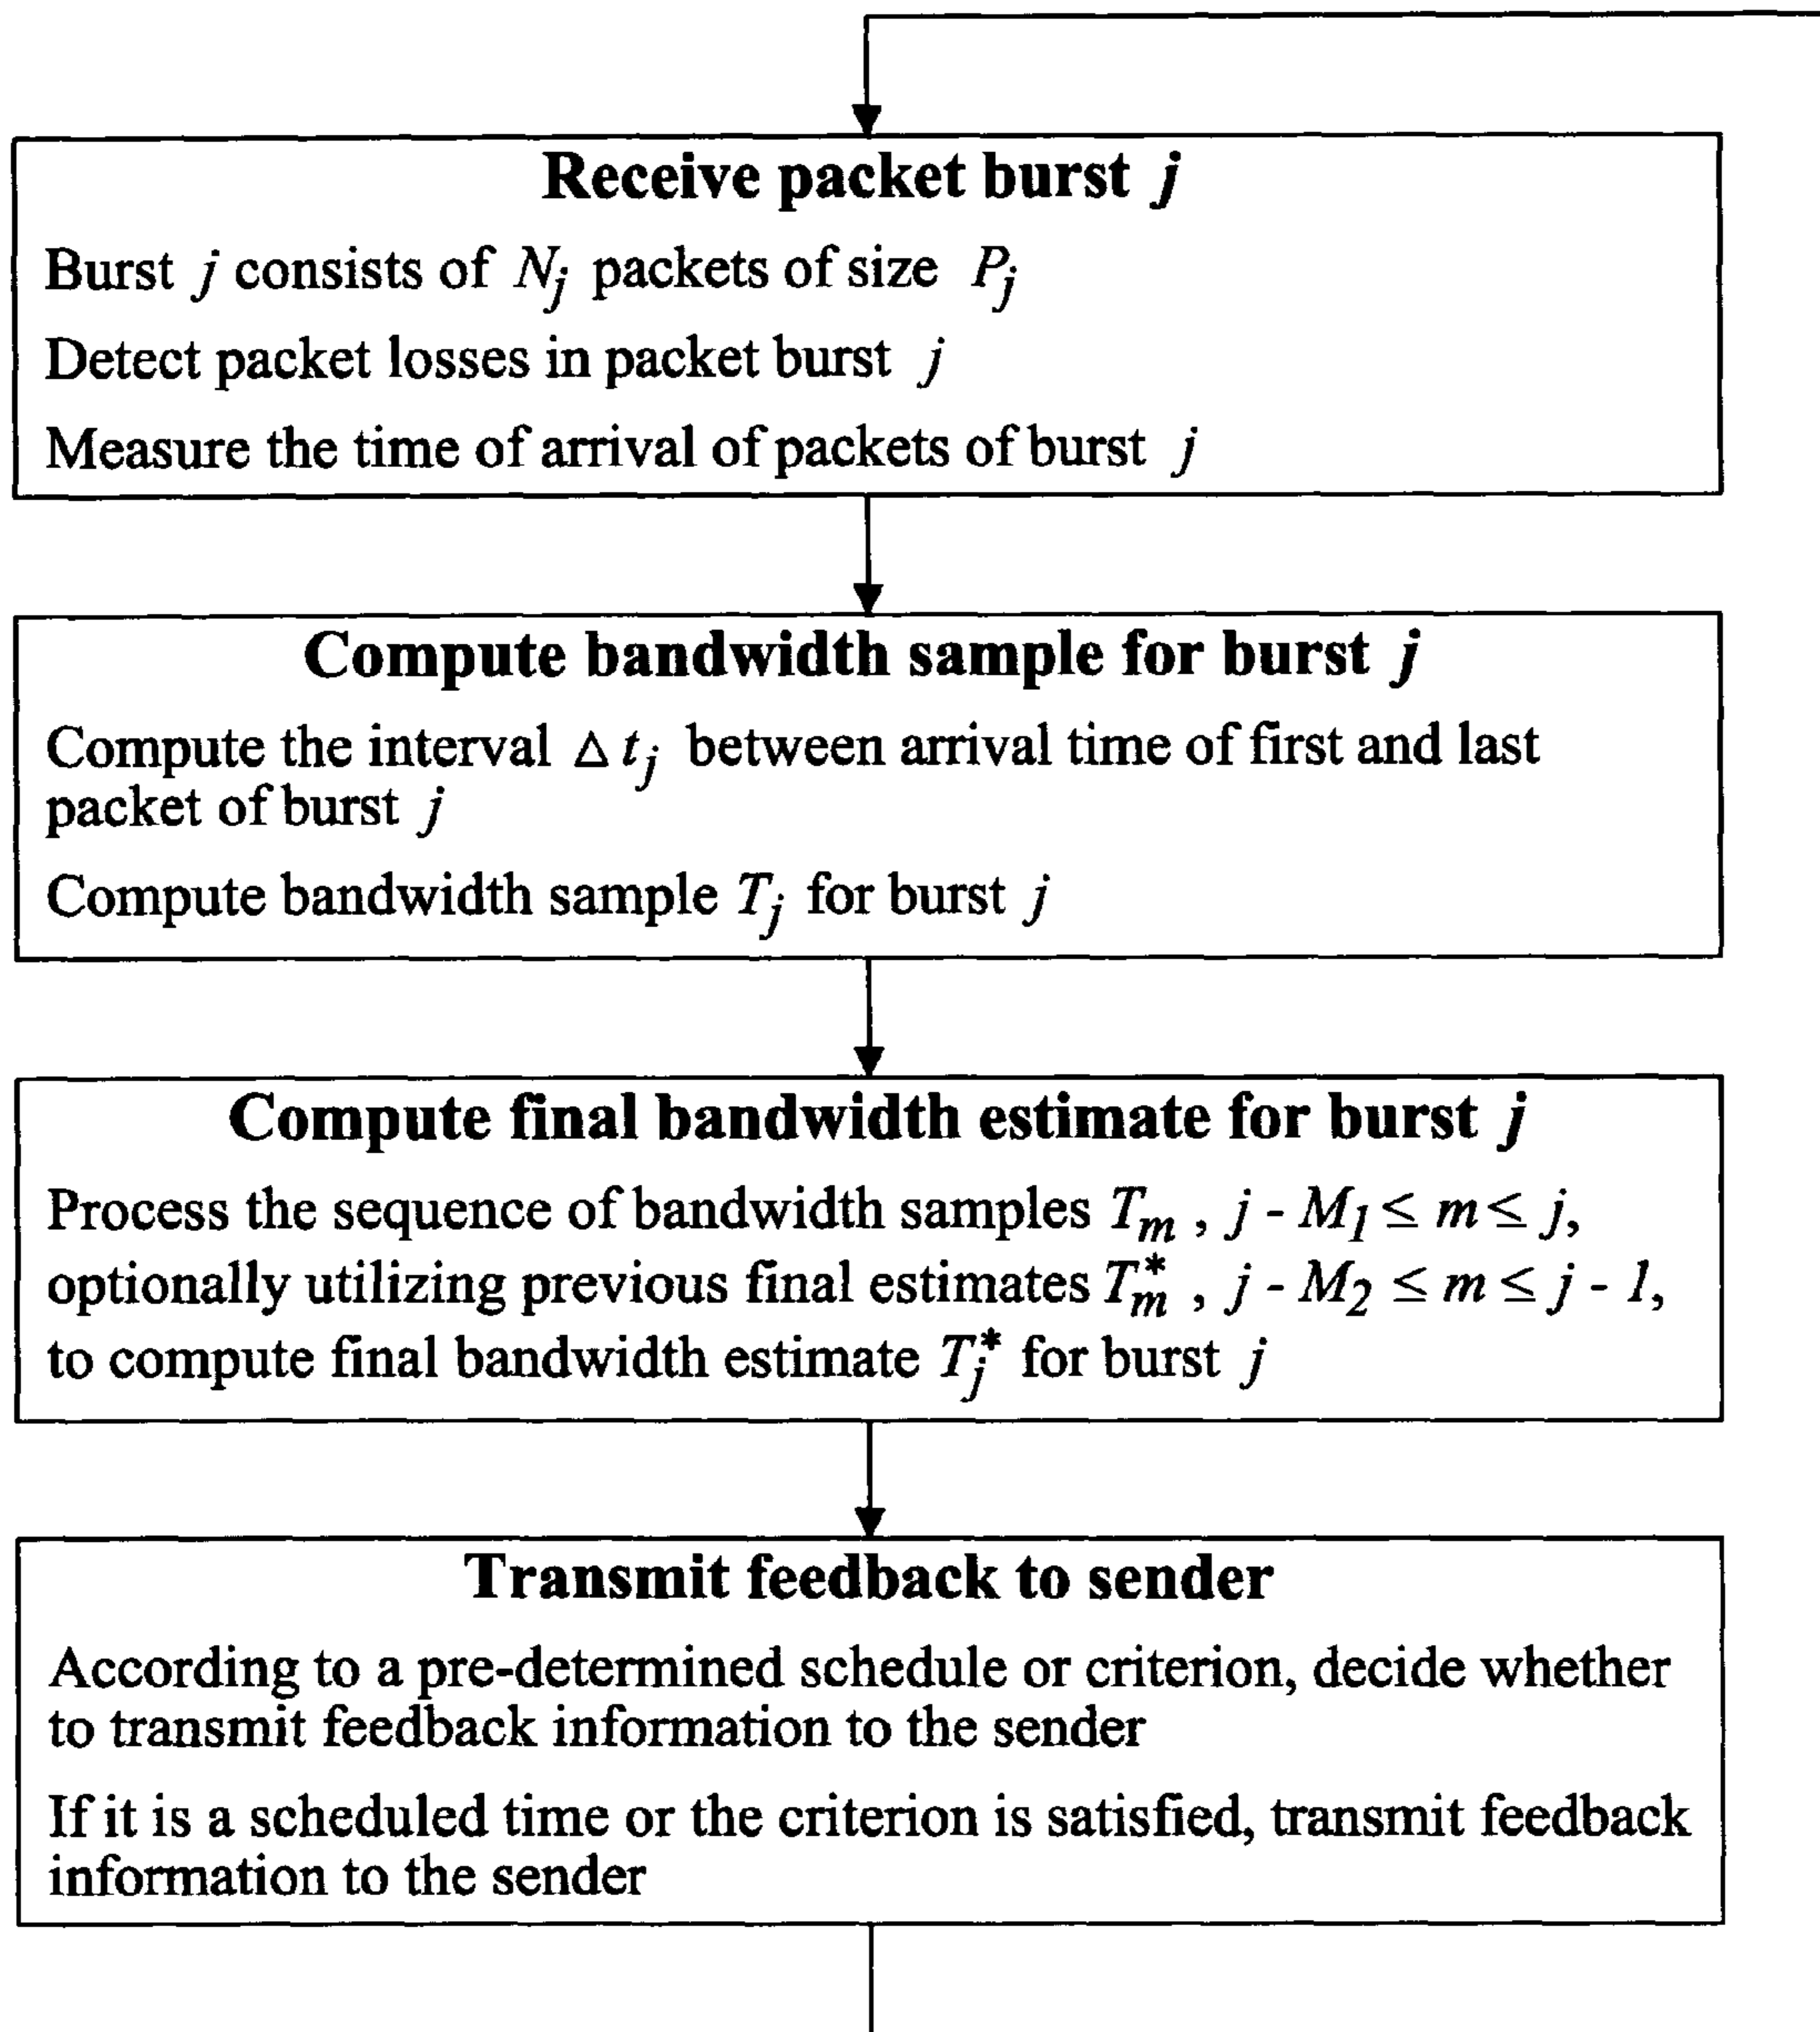 Receive packet burst j
Burst j consists of Nj packets of size Pj
Detect packet losses in packet burst j
Measure the time of arrival of packets of burst j
Compute bandwidth sample for burst j
Compute the interval Δ tj between arrival time of first and last
packet of burst j
Compute bandwidth sample Tj for burst j
Compute final bandwidth estimate for burst j
Process the sequence of bandwidth samples Tm , j - M1 ≤ m ≤ j,
optionally utilizing previous final estimates T*m , j - M2 ≤ m ≤ j - 1,
to compute final bandwidth estimate T*j for burst j
Transmit feedback to sender
According to a pre-determined schedule or criterion, decide whether
to transmit feedback information to the sender
If it is a scheduled time or the criterion is satisfied, transmit feedback
information to the sender